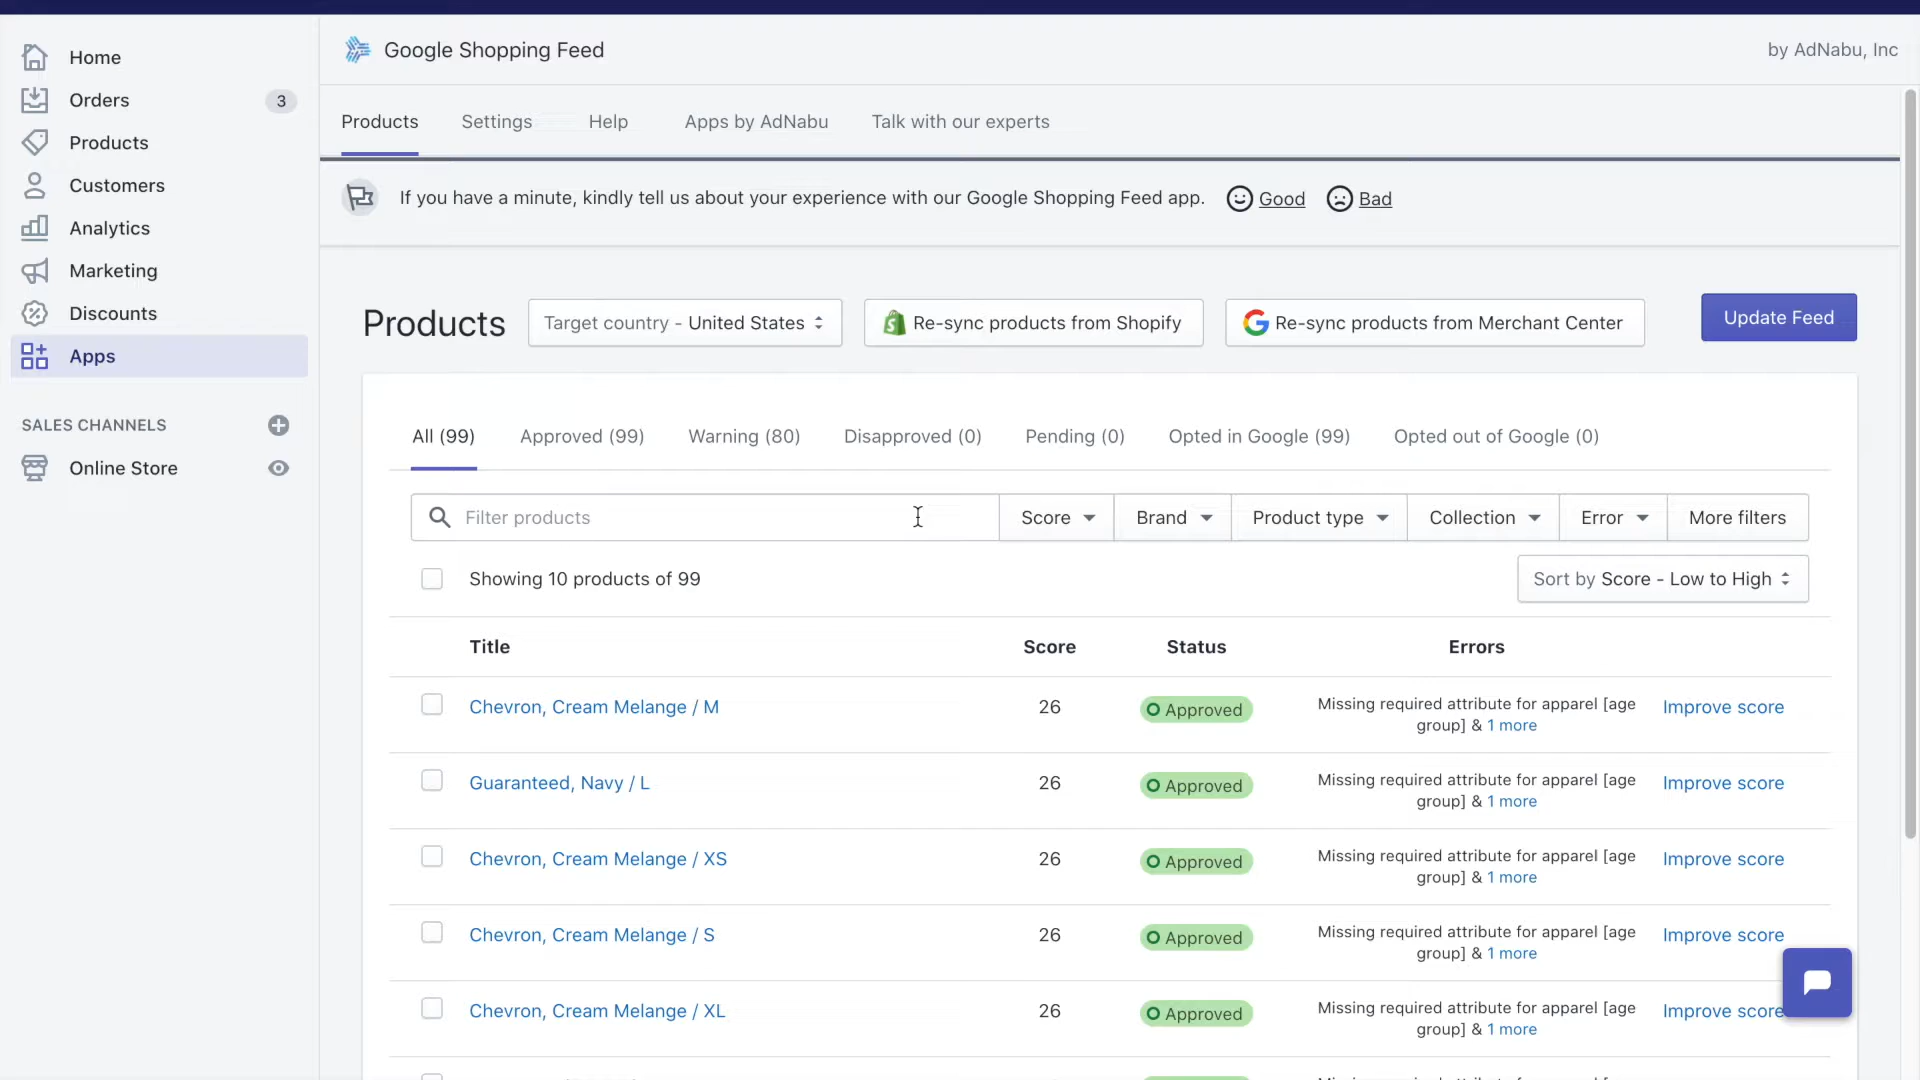 Home
Orders
3
Products
Customers
Analytics
Marketing
Discounts
Apps
SALES CHANNELS
Online Store
Google Shopping Feed
by AdNabu, Inc
Products Settings Help Apps by AdNabu Talk with our experts
If you have a minute, kindly tell us about your experience with our Google Shopping Feed app. Good Bad
Products
Target country - United States
Re-sync products from Shopify
Re-sync products from Merchant Center
Update Feed
All (99) Approved (99) Warning (80) Disapproved (0) Pending (0) Opted in Google (99) Opted out of Google (0)
Filter products Score Brand Product type Collection Error More filters
Showing 10 products of 99
Sort by Score - Low to High
Title Score Status Errors
Chevron, Cream Melange / M 26 Approved Missing required attribute for apparel [age Improve score
group] & 1 more
Guaranteed, Navy / L 26 Approved Missing required attribute for apparel [age Improve score
group] & 1 more
Chevron, Cream Melange / XS 26 Approved Missing required attribute for apparel [age Improve score
group] & 1 more
Chevron, Cream Melange / S 26 Approved Missing required attribute for apparel [age Improve score
group] & 1 more
Chevron, Cream Melange / XL 26 Approved Missing required attribute for apparel [age Improve score
group] & 1 more